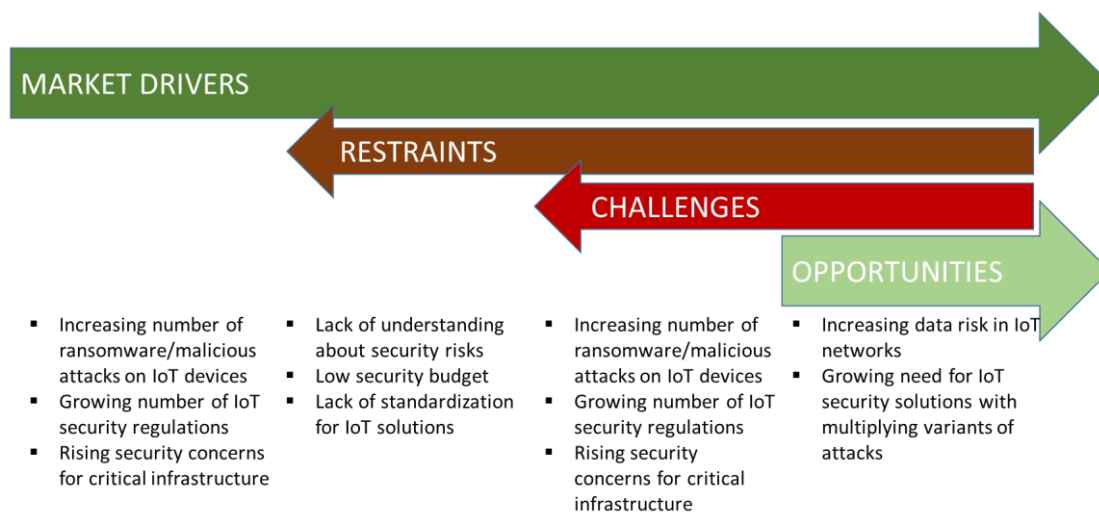 MARKET DRIVERS
RESTRAINTS
CHALLENGES
OPPORTUNITIES
▪ Increasing number of
ransomware/malicious
attacks on IoT devices
▪ Growing number of IoT
security regulations
▪ Rising security concerns
for critical infrastructure
▪ Lack of understanding
about security risks
▪ Low security budget
▪ Lack of standardization
for IoT solutions
▪ Increasing number of
ransomware/malicious
attacks on IoT devices
▪ Growing number of IoT
security regulations
▪ Rising security
concerns for critical
infrastructure
▪ Increasing data risk in IoT
networks
▪ Growing need for IoT
security solutions with
multiplying variants of
attacks